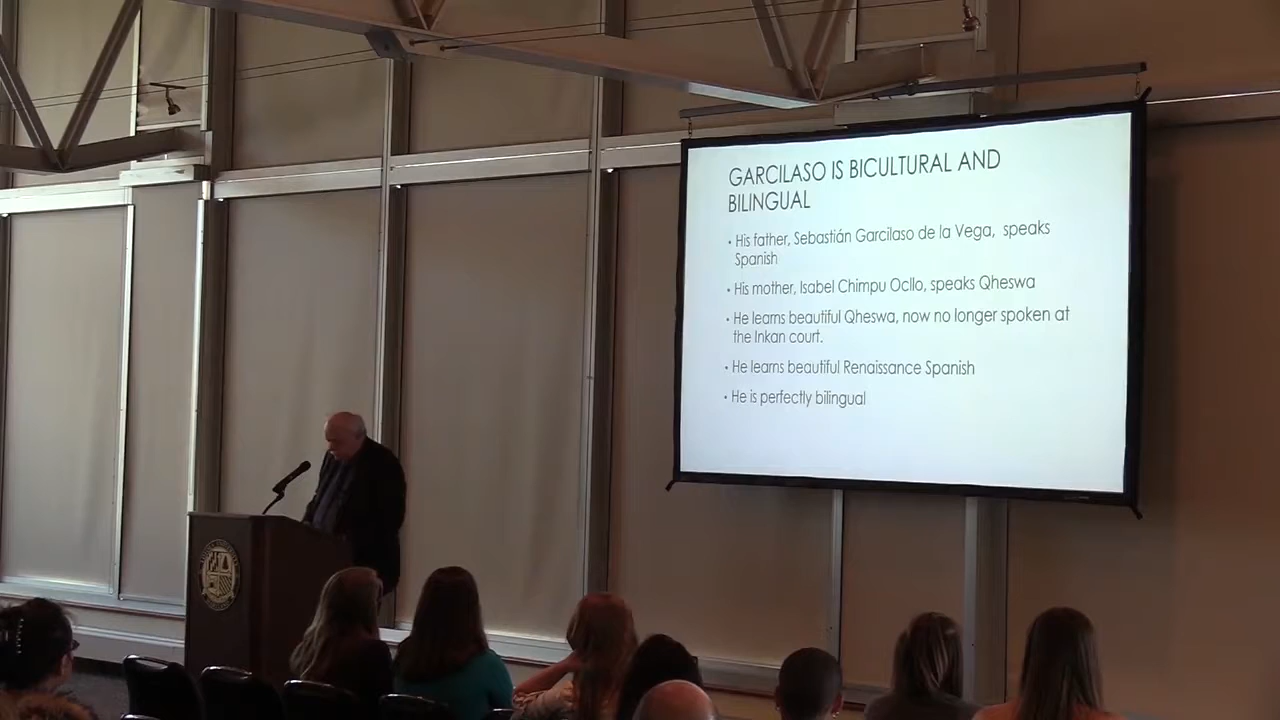 GARCILASO IS BICULTURAL AND
BILINGUAL
• His father, Sebastián Garcilaso de la Vega, speaks
Spanish
• His mother, Isabel Chimpu Ocllo, speaks Qheswa
• He learns beautiful Qheswa, now no longer spoken at
the Inkan court.
• He learns beautiful Renaissance Spanish
• He is perfectly bilingual